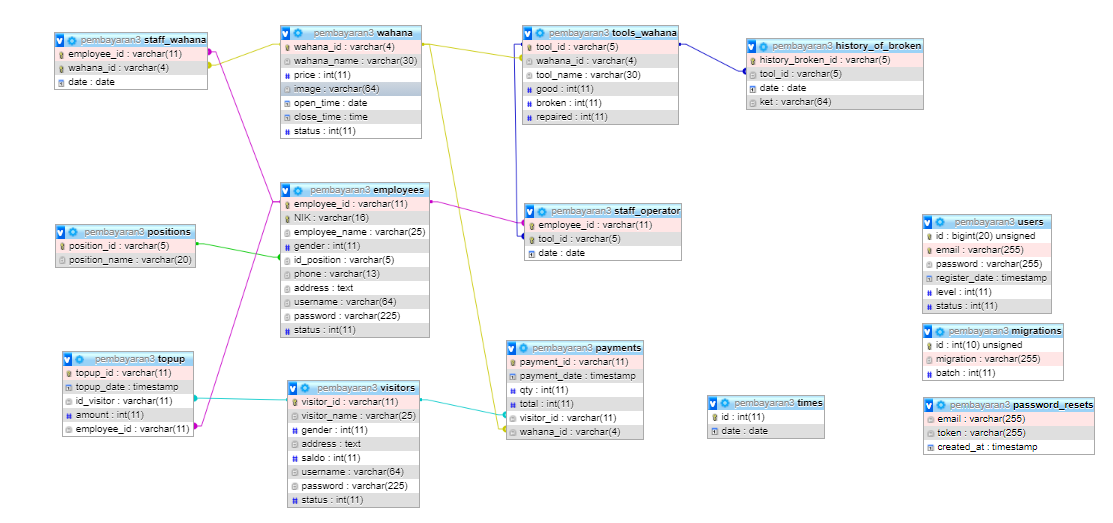 pembayaran3 staff_wahana
employee_id : varchar(11)
wahana_id : varchar(4)
date : date
pembayaran3 wahana
wahana_id : varchar(4)
wahana_name : varchar(30)
price : int(11)
image : varchar(64)
open_time : date
close_time : time
status : int(11)
pembayaran3 tools_wahana
tool_id : varchar(5)
wahana_id : varchar(4)
tool_name : varchar(30)
good : int(11)
broken : int(11)
repaired : int(11)
pembayaran3 history_of_broken
history_broken_id : varchar(5)
tool_id : varchar(5)
date : date
ket : varchar(64)
pembayaran3 positions
position_id : varchar(5)
position_name : varchar(20)
pembayaran3 employees
employee_id : varchar(11)
NIK : varchar(16)
employee_name : varchar(25)
gender : int(11)
id_position : varchar(5)
phone : varchar(13)
address : text
username : varchar(64)
password : varchar(225)
status : int(11)
pembayaran3 staff_operator
employee_id : varchar(11)
tool_id : varchar(5)
date : date
pembayaran3 users
id : bigint(20) unsigned
email : varchar(255)
password : varchar(255)
register_date : timestamp
level : int(11)
status : int(11)
pembayaran3 migrations
id : int(10) unsigned
migration : varchar(255)
batch : int(11)
pembayaran3 topup
topup_id : varchar(11)
topup_date : timestamp
id_visitor : varchar(11)
amount : int(11)
employee_id : varchar(11)
pembayaran3 visitors
visitor_id : varchar(11)
visitor_name : varchar(25)
gender : int(11)
address : text
saldo : int(11)
username : varchar(64)
password : varchar(225)
status : int(11)
pembayaran3 payments
payment_id : varchar(11)
payment_date : timestamp
qty : int(11)
total : int(11)
visitor_id : varchar(11)
wahana_id : varchar(4)
pembayaran3 times
id : int(11)
date : date
pembayaran3 password_resets
email : varchar(255)
token : varchar(255)
created_at : timestamp